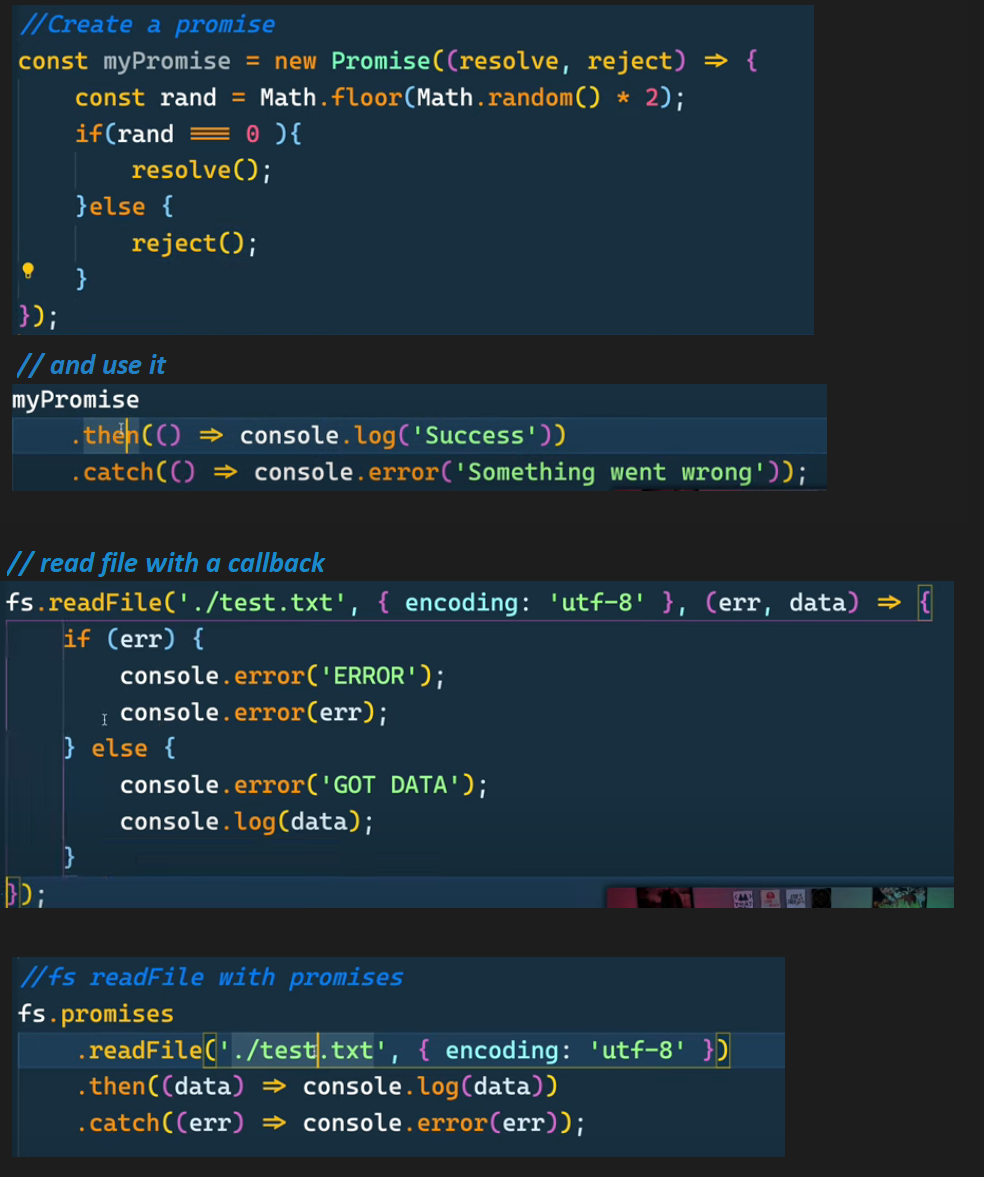 //Create a promise
const myPromise = new Promise((resolve, reject) => {
    const rand = Math.floor(Math.random() * 2);
    if(rand === 0 ){
        resolve();
    }else {
        reject();
    }
});
// and use it
myPromise
    .then(() => console.log('Success'))
    .catch(() => console.error('Something went wrong'));
// read file with a callback
fs.readFile('./test.txt', { encoding: 'utf-8' }, (err, data) => {
    if (err) {
        console.error('ERROR');
        console.error(err);
    } else {
        console.error('GOT DATA');
        console.log(data);
    }
});
//fs readFile with promises
fs.promises
    .readFile('./test.txt', { encoding: 'utf-8' })
    .then((data) => console.log(data))
    .catch((err) => console.error(err));